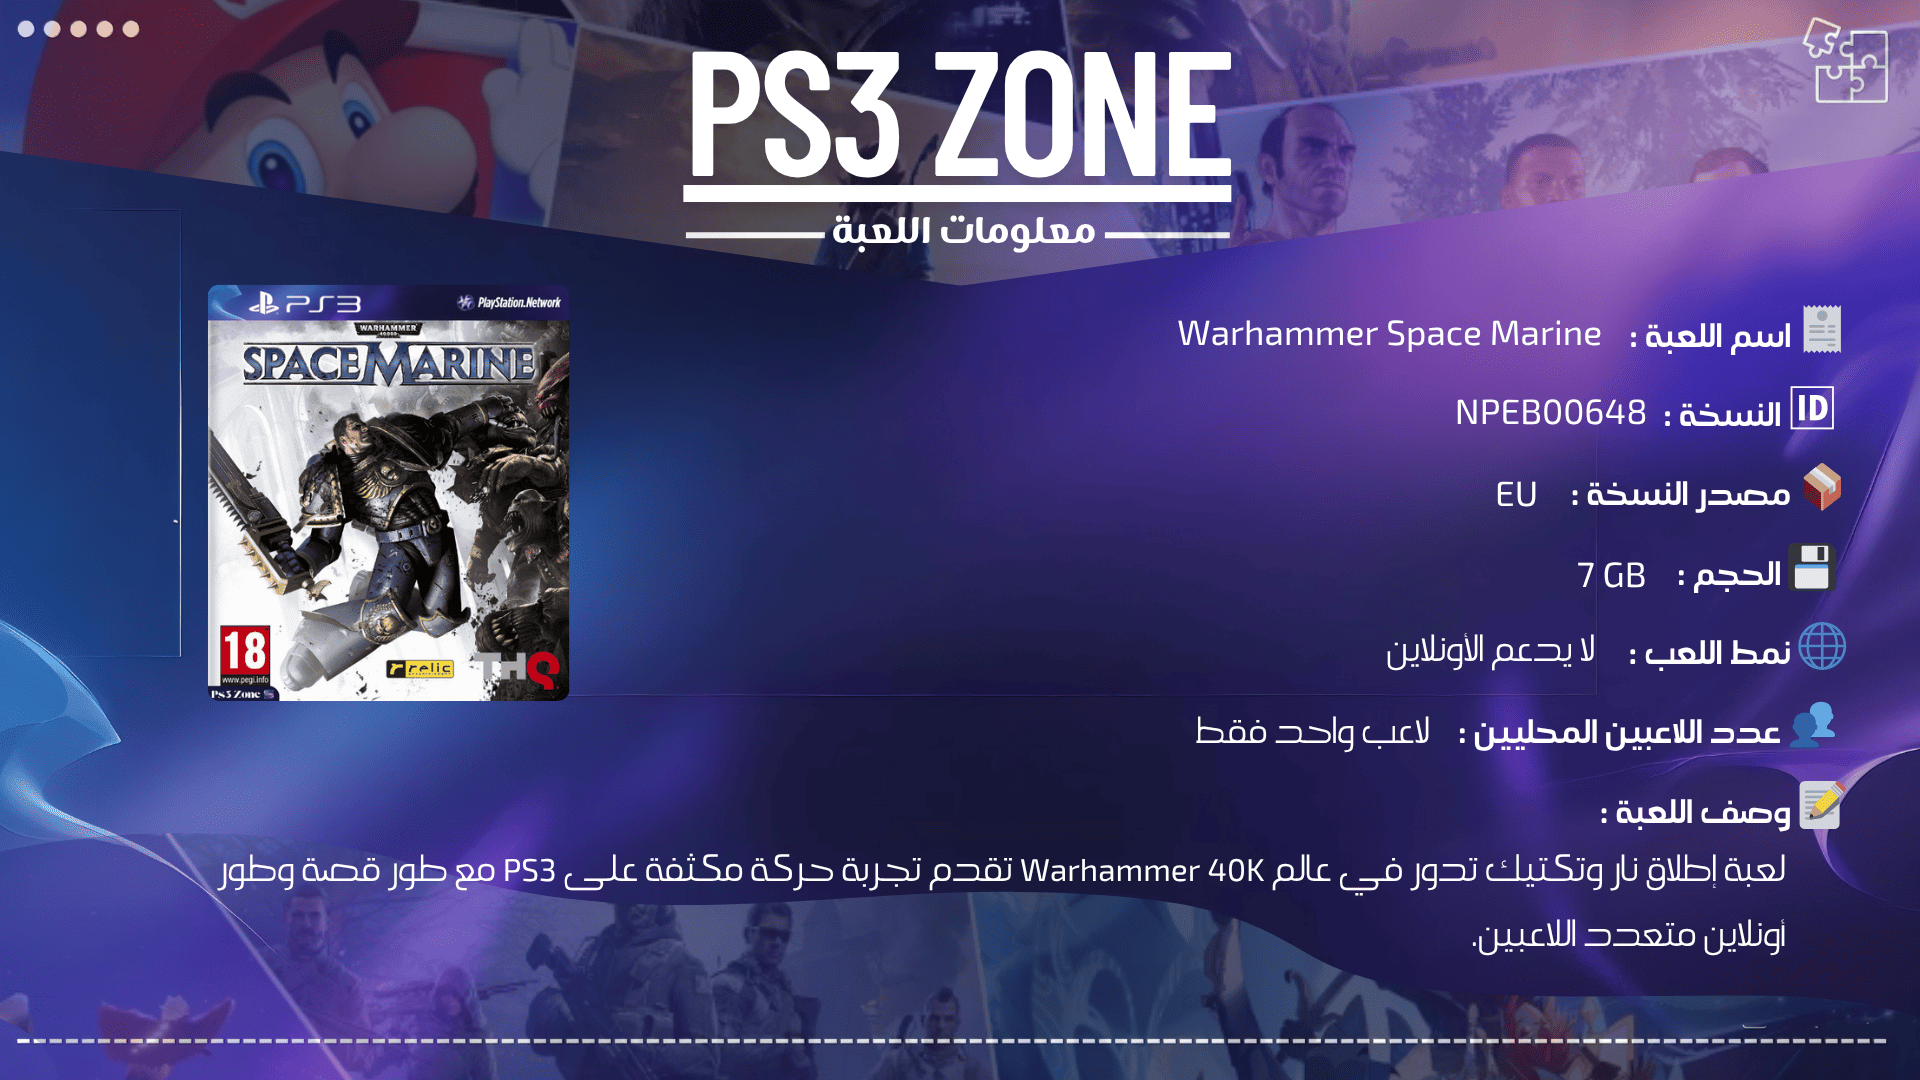 PS3 ZONE
معلومات اللعبة
PS3 PlayStation.Network
WARHAMMER
40000
SPACE MARINE
18
www.pegi.info
relic
THQ
Ps3 Zone
اسم اللعبة : Warhammer Space Marine
ID النسخة : NPEB00648
مصدر النسخة : EU
الحجم : 7 GB
نمط اللعب : لا يدعم الأونلاين
عدد اللاعبين المحليين : لاعب واحد فقط
وصف اللعبة :
لعبة إطلاق نار وتكتيك تدور في عالم Warhammer 40K تقدم تجربة حركة مكثفة على PS3 مع طور قصة وطور
أونلاين متعدد اللاعبين.